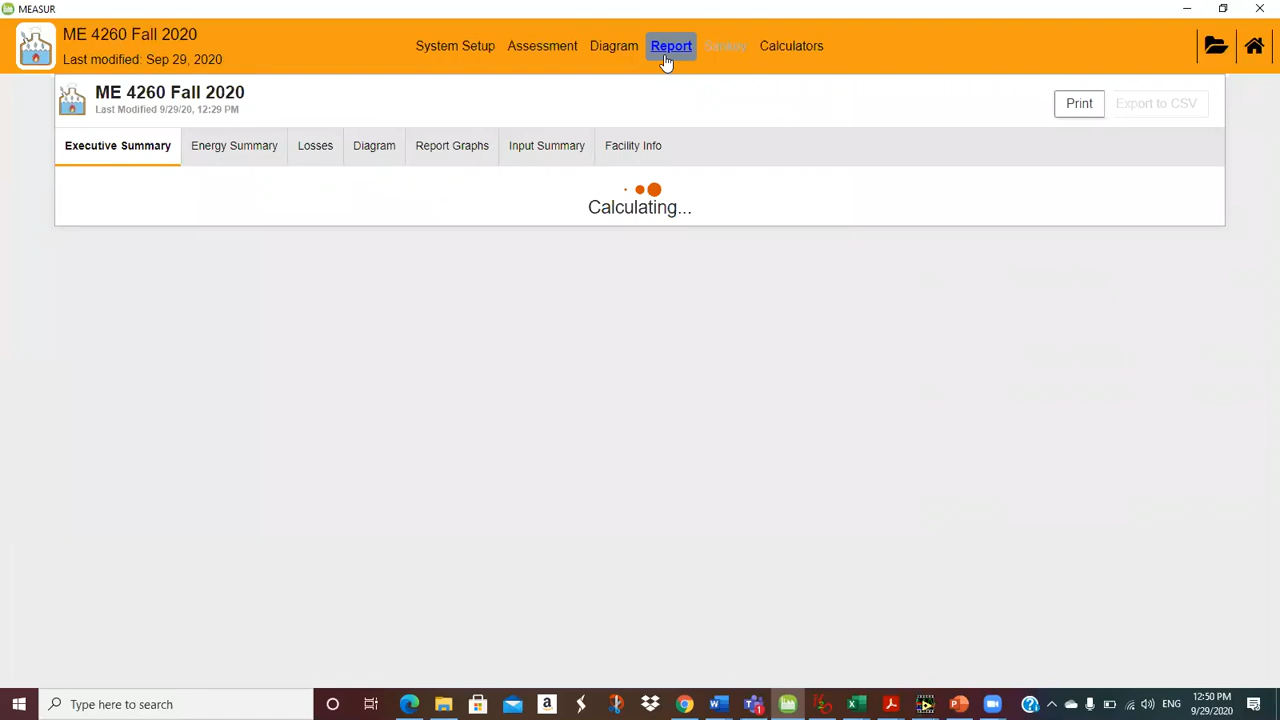 MEASUR
ME 4260 Fall 2020
Last modified: Sep 29, 2020
System Setup Assessment Diagram Report Calculators
ME 4260 Fall 2020
Last Modified 9/29/20, 12:29 PM
Print Export to CSV
Executive Summary Energy Summary Losses Diagram Report Graphs Input Summary Facility Info
Calculating...
Type here to search
ENG
12:50 PM
9/29/2020